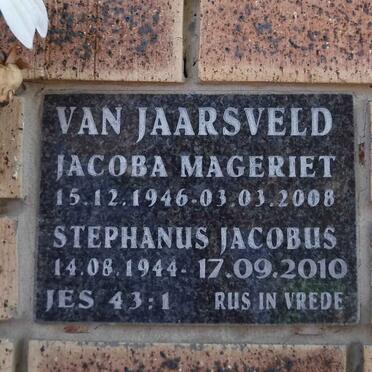 VAN JAARSVELD
JACOBA MAGERIET
15.12.1946-03.03.2008
STEPHANUS JACOBUS
14.08.1944-17.09.2010
JES 43:1 RUS IN VREDE